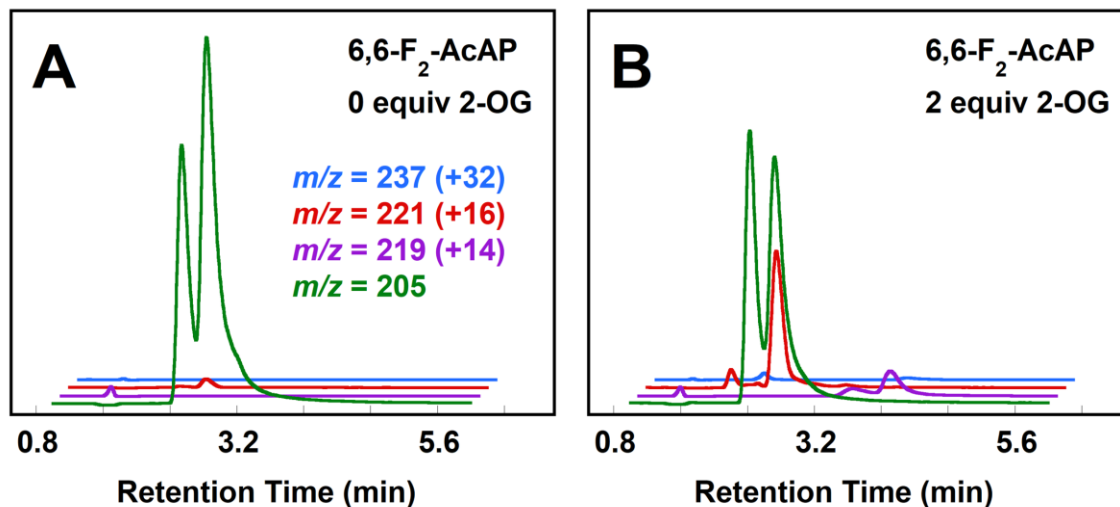 A
6,6-F₂-AcAP
0 equiv 2-OG
m/z = 237 (+32)
m/z = 221 (+16)
m/z = 219 (+14)
m/z = 205
0.8 3.2 5.6
Retention Time (min)
B
6,6-F₂-AcAP
2 equiv 2-OG
0.8 3.2 5.6
Retention Time (min)